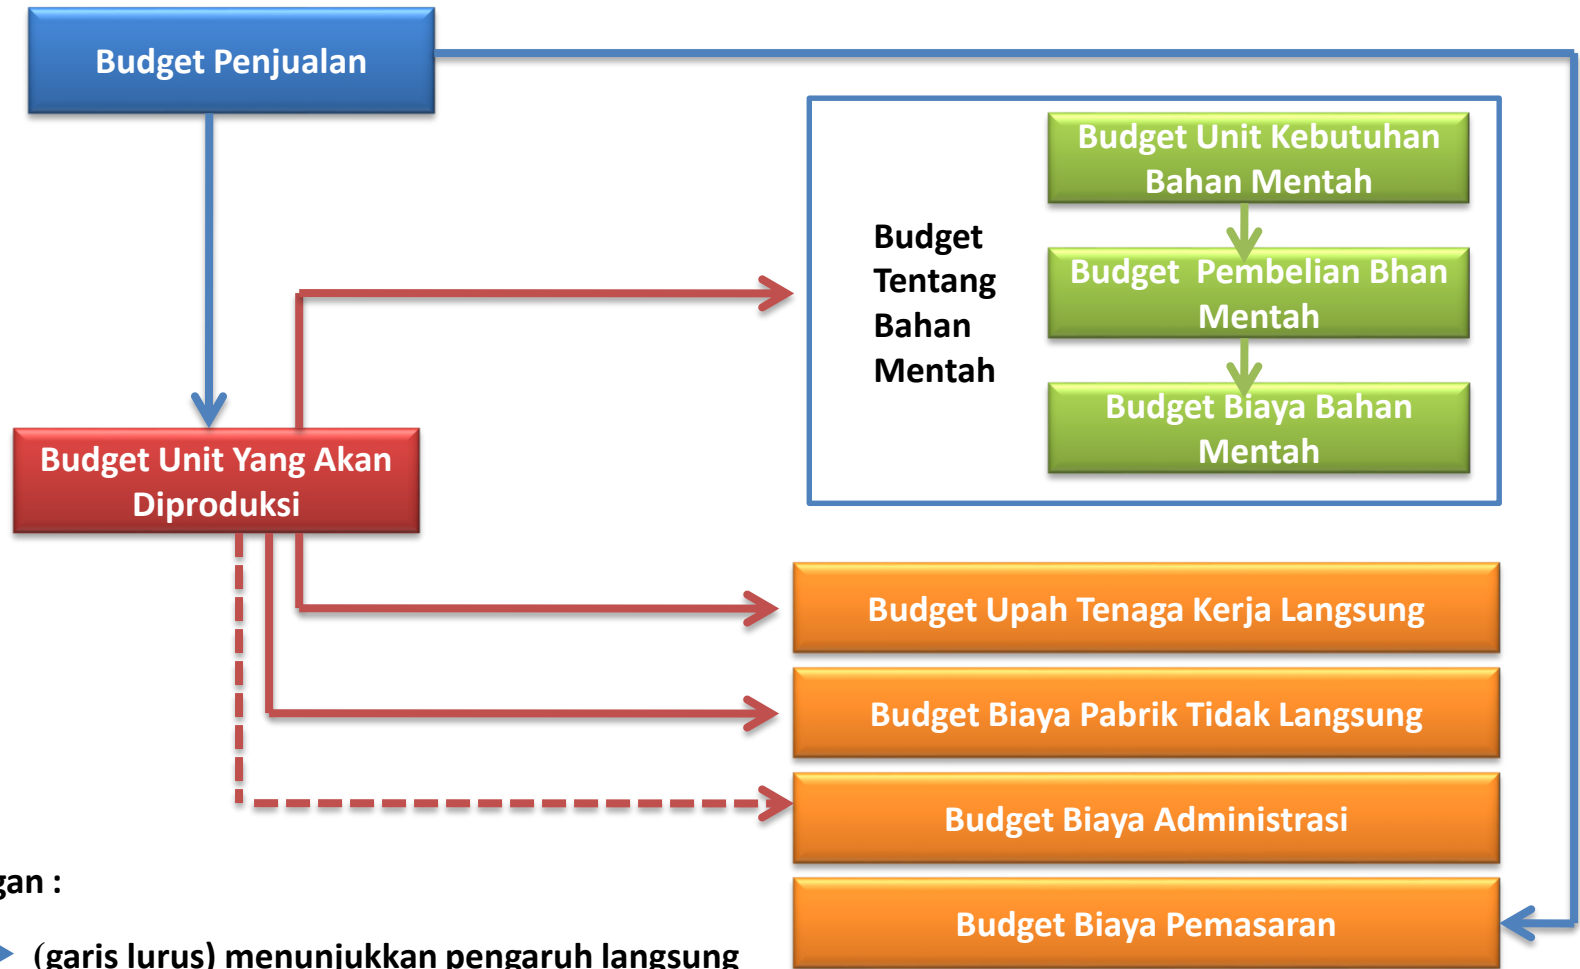 Budget Penjualan
Budget Unit Kebutuhan
Bahan Mentah
Budget
Tentang
Bahan
Mentah
Budget Pembelian Bhan
Mentah
Budget Biaya Bahan
Mentah
Budget Unit Yang Akan
Diproduksi
Budget Upah Tenaga Kerja Langsung
Budget Biaya Pabrik Tidak Langsung
Budget Biaya Administrasi
Budget Biaya Pemasaran
gan :
(garis lurus) menunjukkan pengaruh langsung